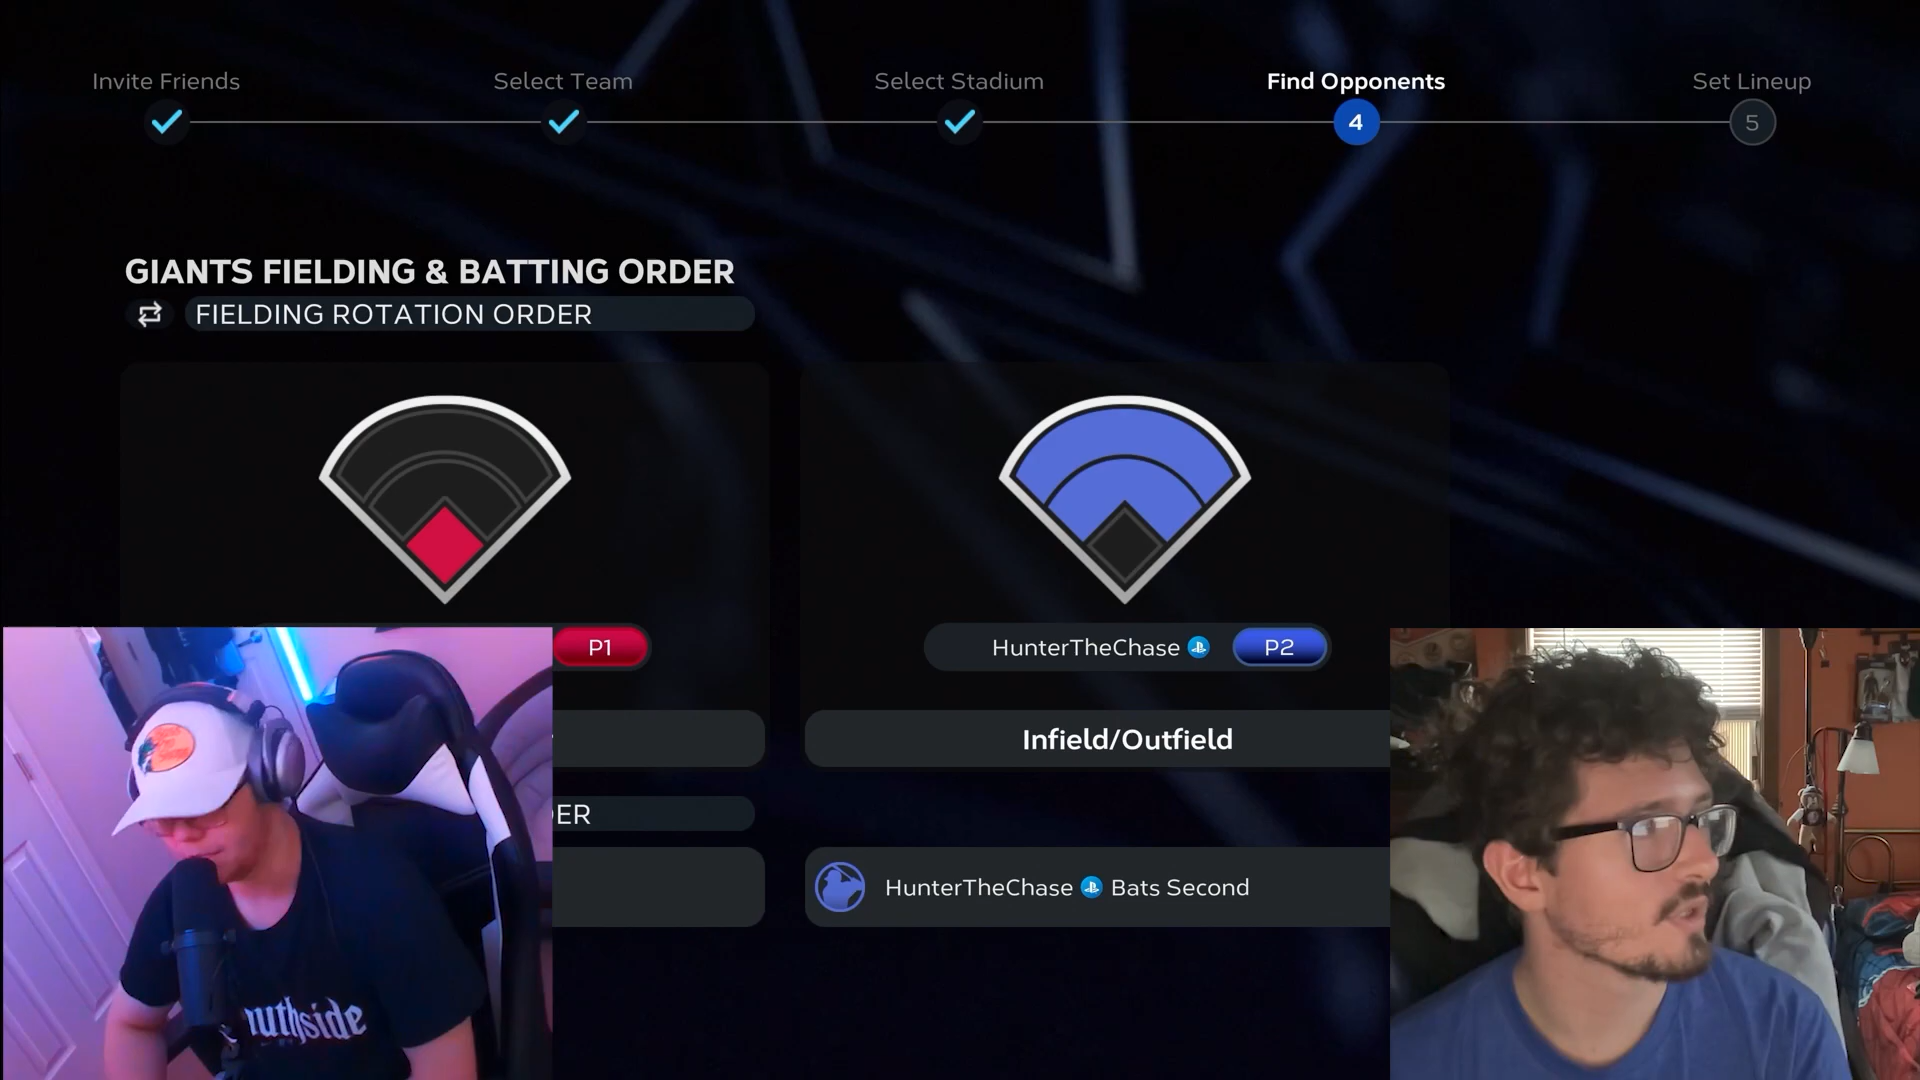 Invite Friends
Select Team
Select Stadium
Find Opponents
Set Lineup
4
5
GIANTS FIELDING & BATTING ORDER
FIELDING ROTATION ORDER
P1
HunterTheChase
P2
Infield/Outfield
ER
HunterTheChase Bats Second